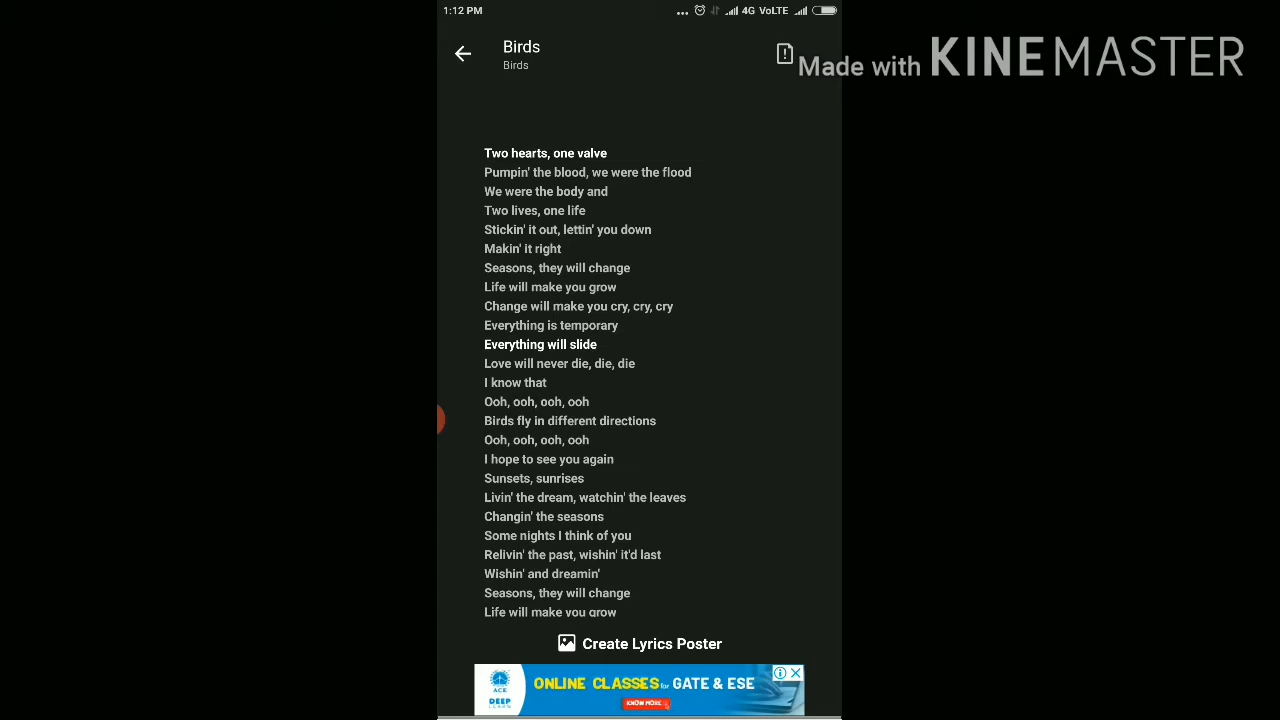 1:12 PM
4G VoLTE
Birds
Birds
Made with KINEMASTER
Two hearts, one valve
Pumpin' the blood, we were the flood
We were the body and
Two lives, one life
Stickin' it out, lettin' you down
Makin' it right
Seasons, they will change
Life will make you grow
Change will make you cry, cry, cry
Everything is temporary
Everything will slide
Love will never die, die, die
I know that
Ooh, ooh, ooh, ooh
Birds fly in different directions
Ooh, ooh, ooh, ooh
I hope to see you again
Sunsets, sunrises
Livin' the dream, watchin' the leaves
Changin' the seasons
Some nights I think of you
Relivin' the past, wishin' it'd last
Wishin' and dreamin'
Seasons, they will change
Life will make you grow
Create Lyrics Poster
ACE
DEEP
LEARN
ONLINE CLASSES for GATE & ESE
KNOW MORE